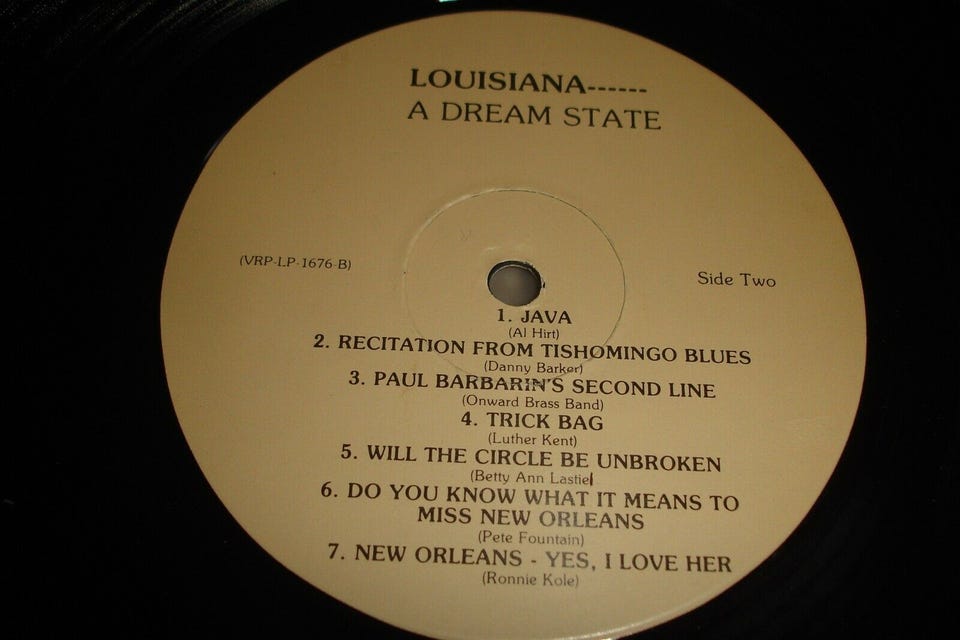 LOUISIANA------
A DREAM STATE
(VRP-LP-1676-B)
Side Two
1. JAVA
(Al Hirt)
2. RECITATION FROM TISHOMINGO BLUES
(Danny Barker)
3. PAUL BARBARIN'S SECOND LINE
(Onward Brass Band)
4. TRICK BAG
(Luther Kent)
5. WILL THE CIRCLE BE UNBROKEN
(Betty Ann Lastie)
6. DO YOU KNOW WHAT IT MEANS TO
MISS NEW ORLEANS
(Pete Fountain)
7. NEW ORLEANS - YES, I LOVE HER
(Ronnie Kole)